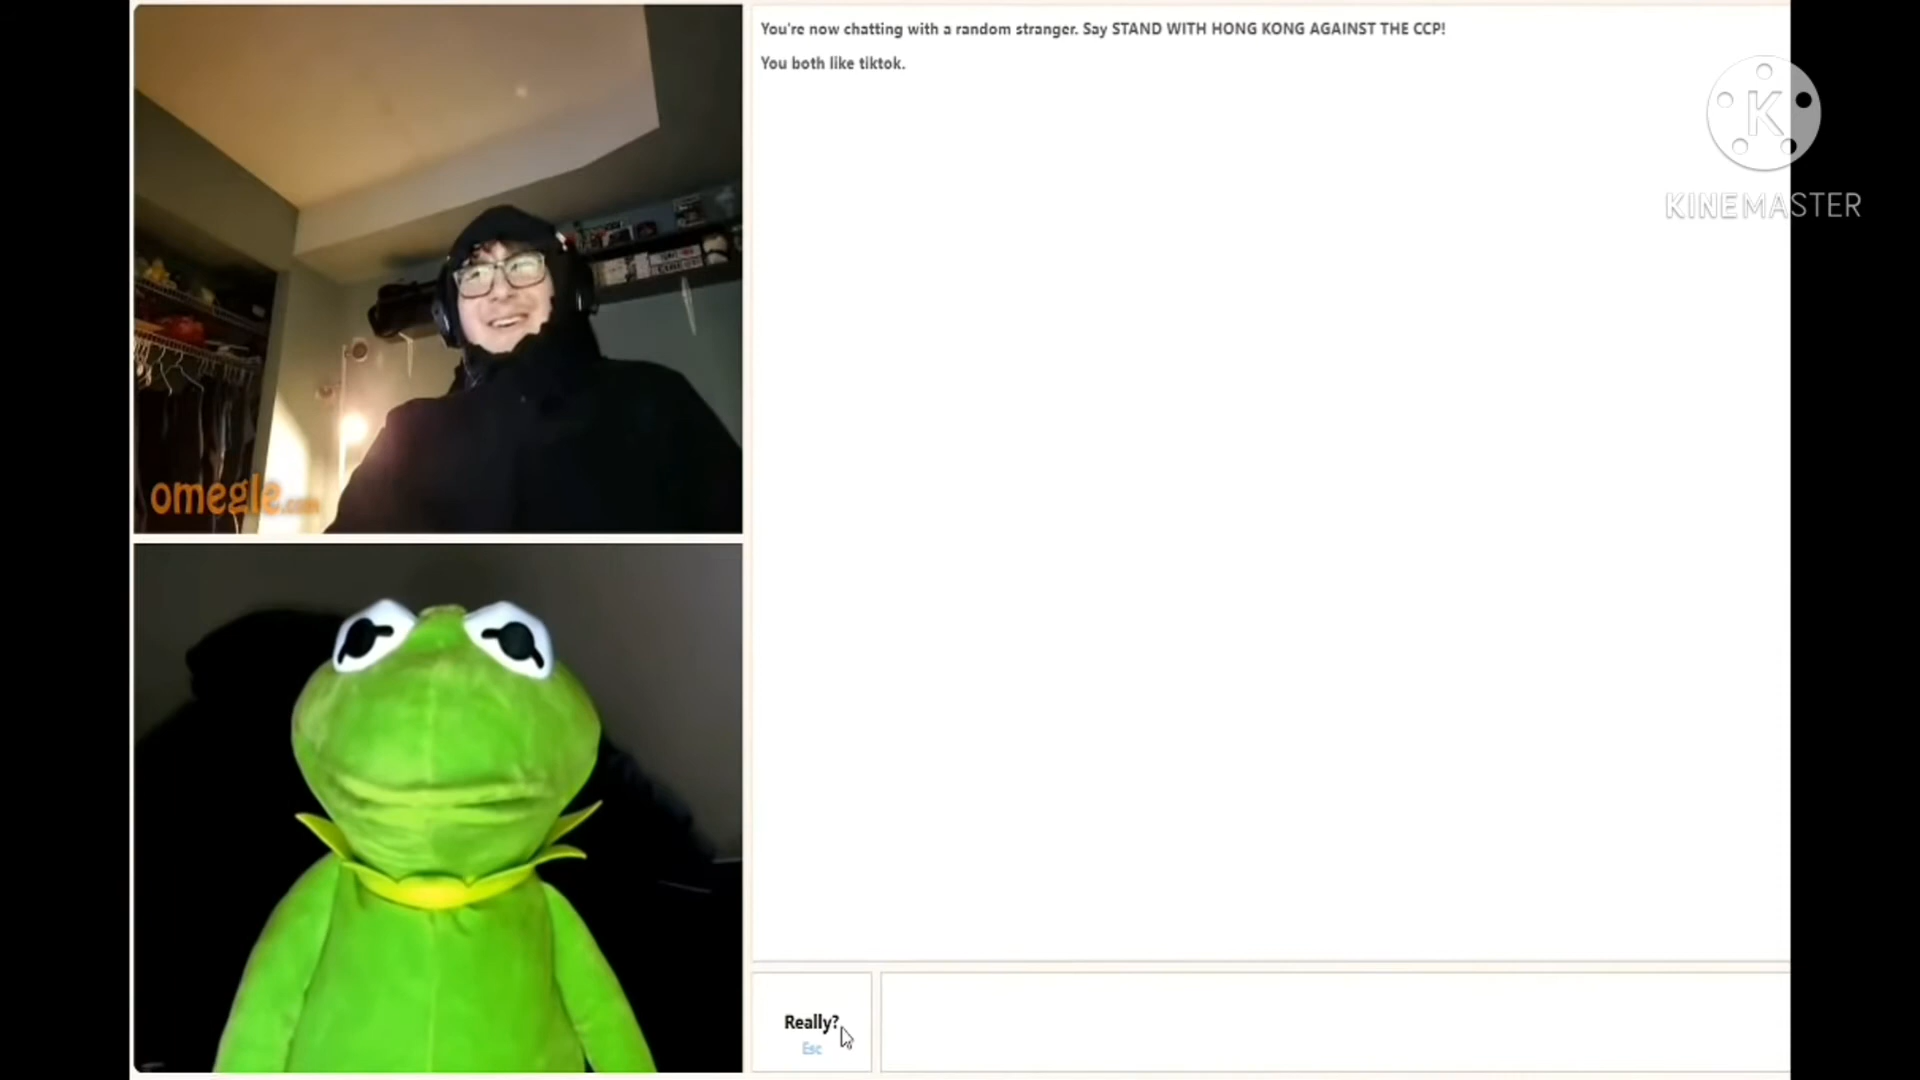 You're now chatting with a random stranger. Say STAND WITH HONG KONG AGAINST THE CCP!
You both like tiktok.
K
KINEMASTER
omegle.com
Really?
Esc